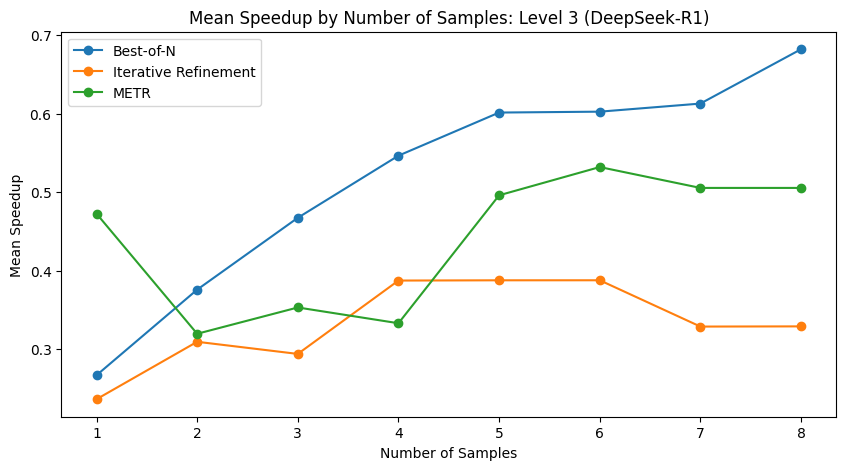 Mean Speedup by Number of Samples: Level 3 (DeepSeek-R1)
Best-of-N
Iterative Refinement
METR
Mean Speedup
0.7
0.6
0.5
0.4
0.3
1 2 3 4 5 6 7 8
Number of Samples